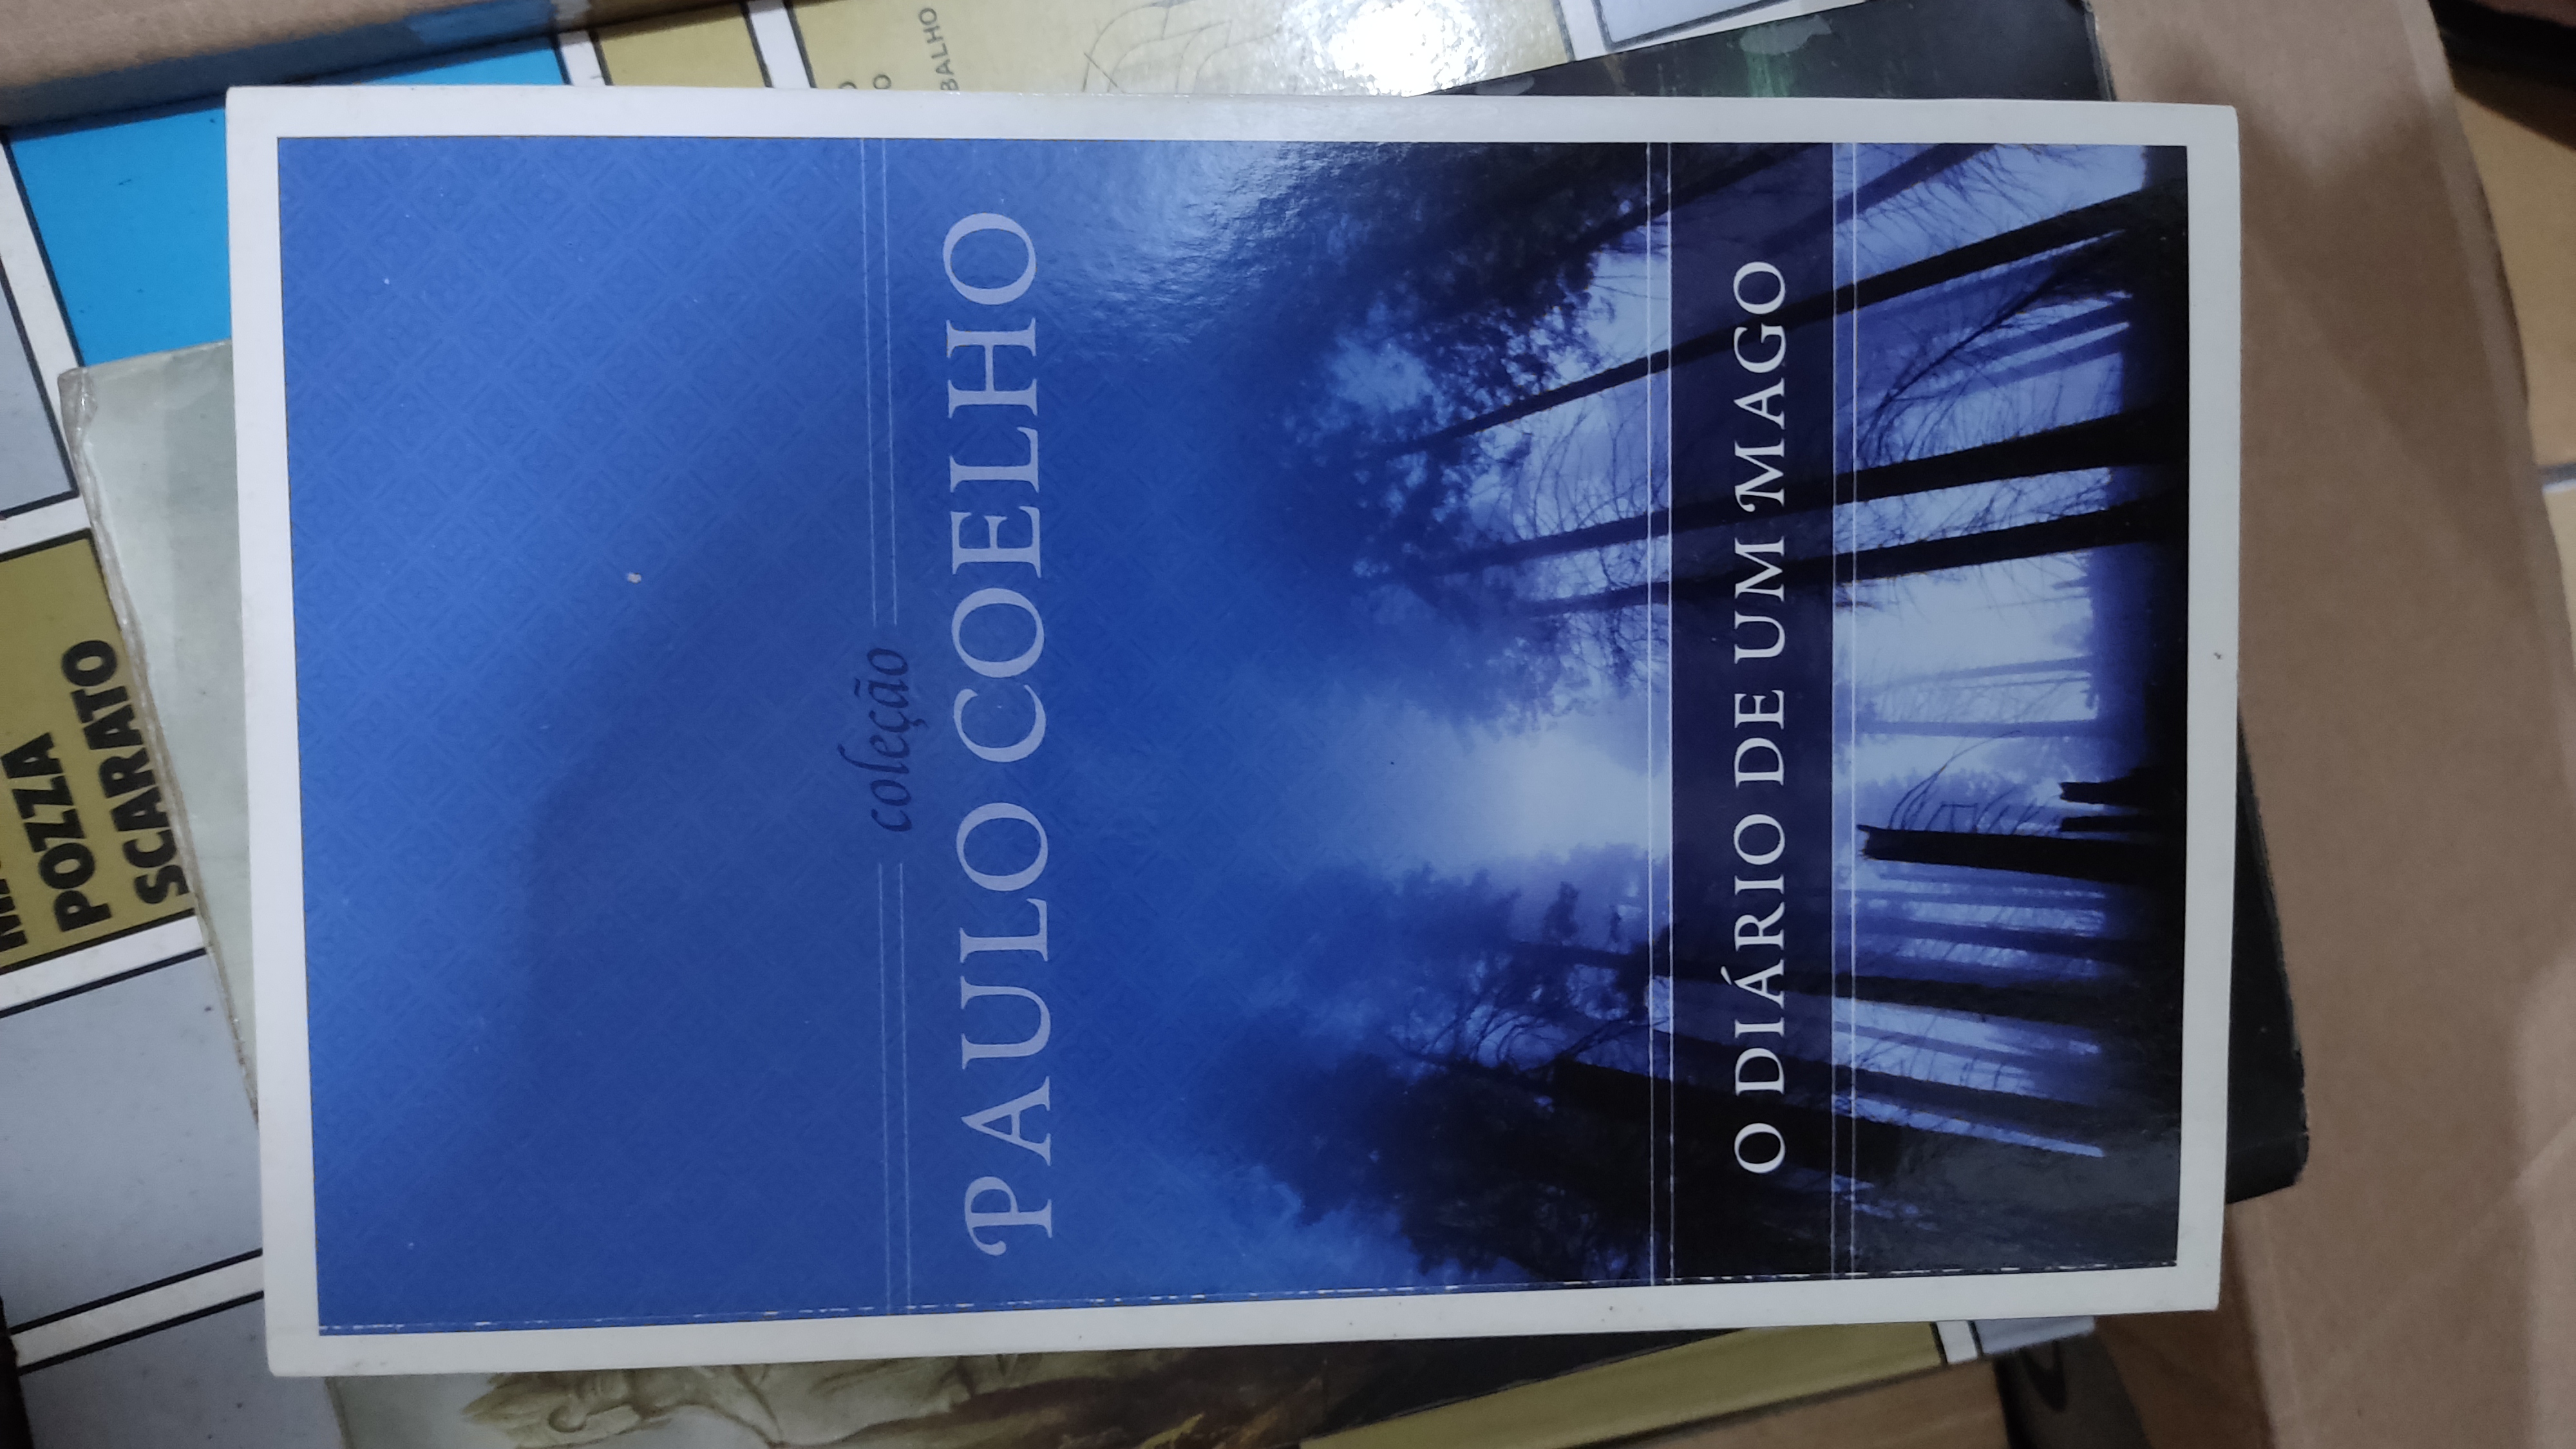 coleção
PAULO COELHO
O DIÁRIO DE UM MAGO
POZZA
SCARATO
BALHO